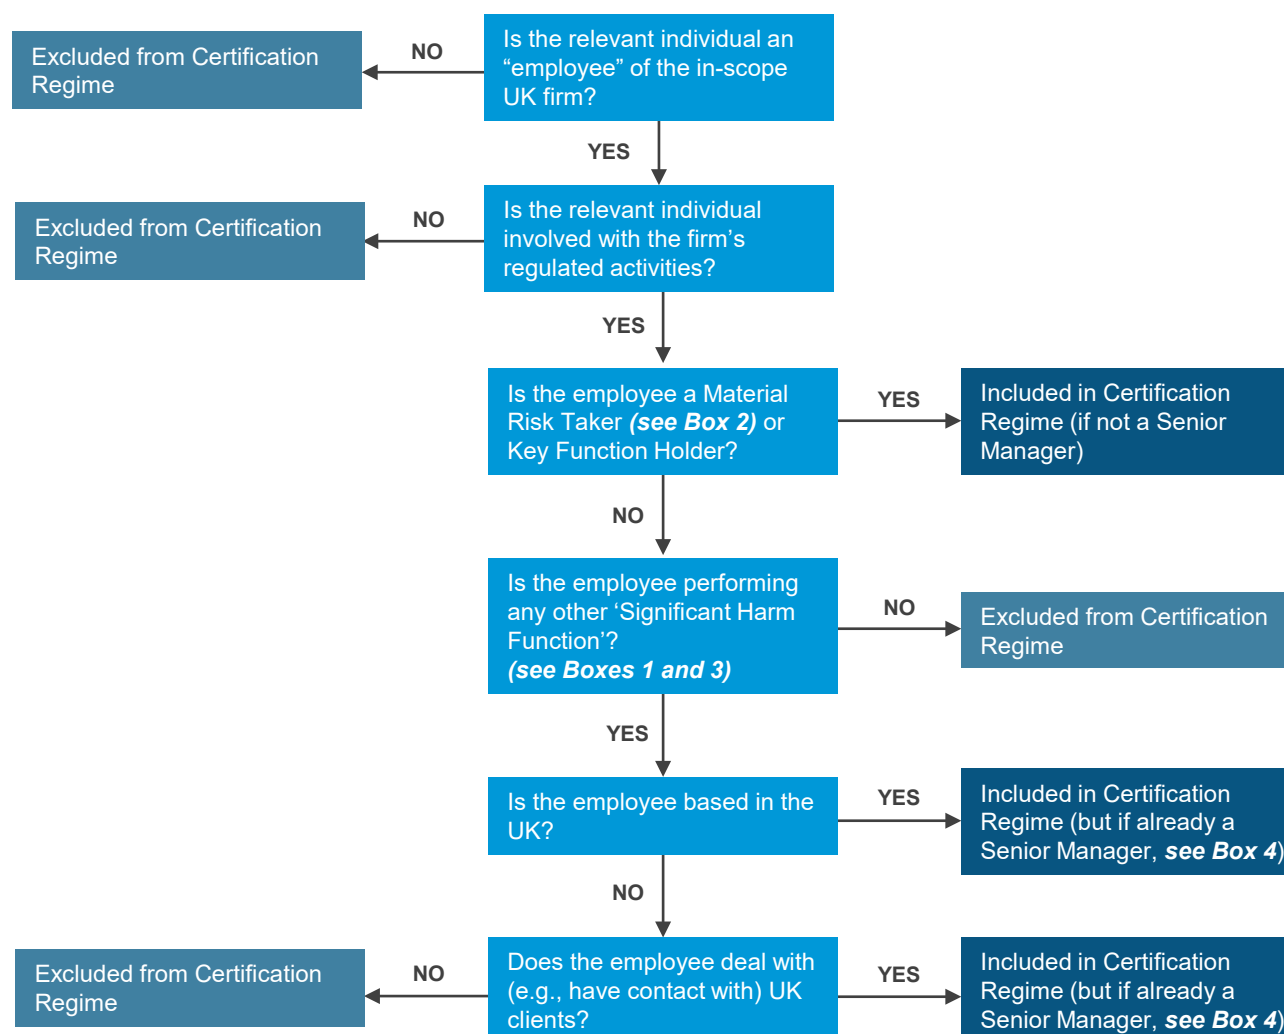 Excluded from Certification
Regime
NO
Is the relevant individual an
“employee” of the in-scope
UK firm?
YES
Excluded from Certification
Regime
NO
Is the relevant individual
involved with the firm’s
regulated activities?
YES
Is the employee a Material
Risk Taker (see Box 2) or
Key Function Holder?
YES
Included in Certification
Regime (if not a Senior
Manager)
NO
Is the employee performing
any other ‘Significant Harm
Function’?
(see Boxes 1 and 3)
NO
Excluded from Certification
Regime
YES
Is the employee based in the
UK?
YES
Included in Certification
Regime (but if already a
Senior Manager, see Box 4)
NO
Excluded from Certification
Regime
NO
Does the employee deal with
(e.g., have contact with) UK
clients?
YES
Included in Certification
Regime (but if already a
Senior Manager, see Box 4)